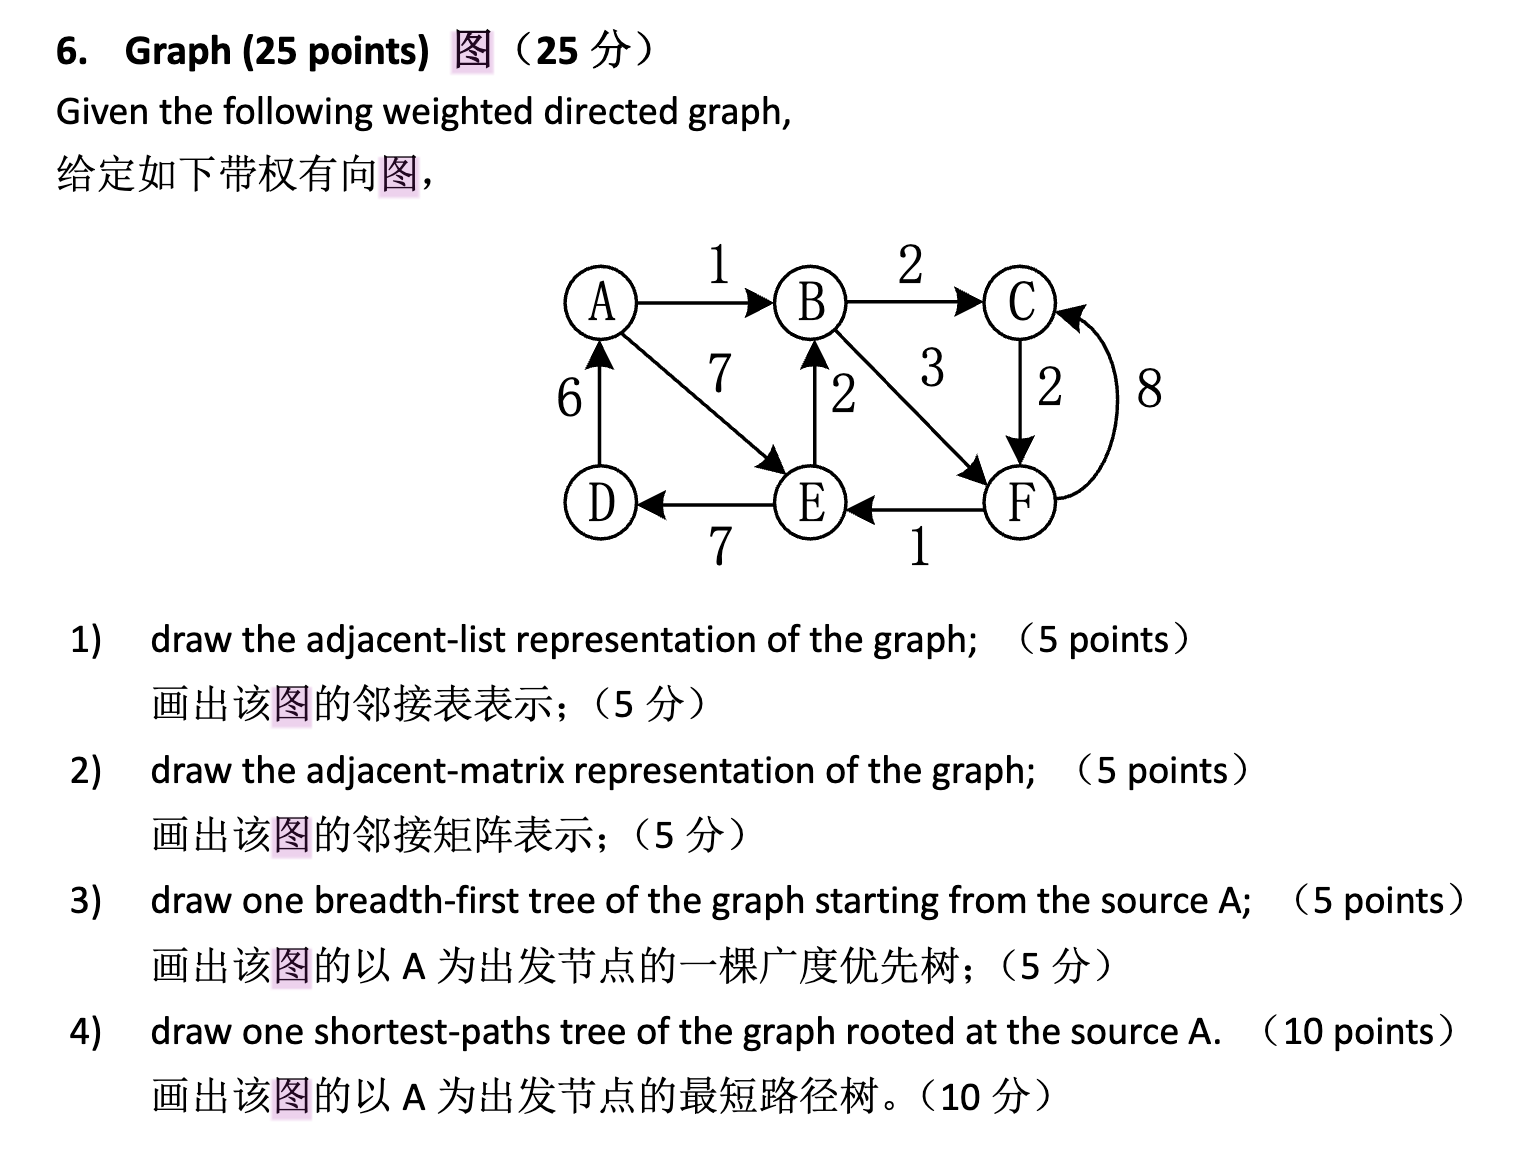 6. Graph (25 points) 图（25 分）
Given the following weighted directed graph,
给定如下带权有向图，
1 2
A B C
7 3
6 2 2 8
D E F
7 1
1) draw the adjacent-list representation of the graph; （5 points）
画出该图的邻接表表示；（5 分）
2) draw the adjacent-matrix representation of the graph; （5 points）
画出该图的邻接矩阵表示；（5 分）
3) draw one breadth-first tree of the graph starting from the source A; （5 points）
画出该图的以 A 为出发节点的一棵广度优先树；（5 分）
4) draw one shortest-paths tree of the graph rooted at the source A. （10 points）
画出该图的以 A 为出发节点的最短路径树。（10 分）